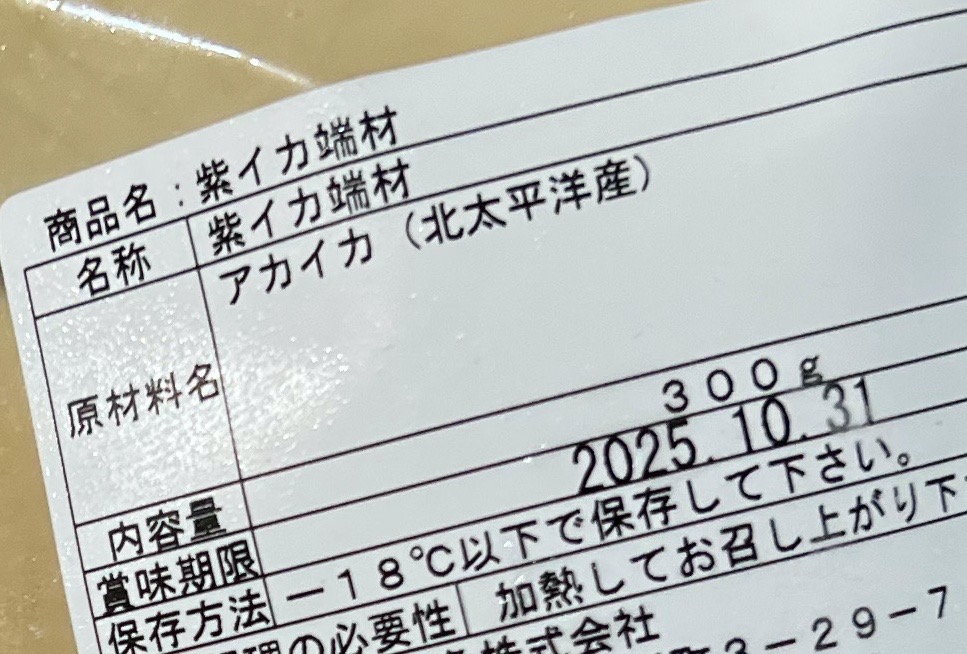 商品名:紫イカ端材
名称 紫イカ端材
原材料名 アカイカ(北太平洋産)
内容量 300g
賞味期限 2025.10.31
保存方法 −18℃以下で保存して下さい。
理の必要性 加熱してお召し上がり下
株式会社
3−29−7